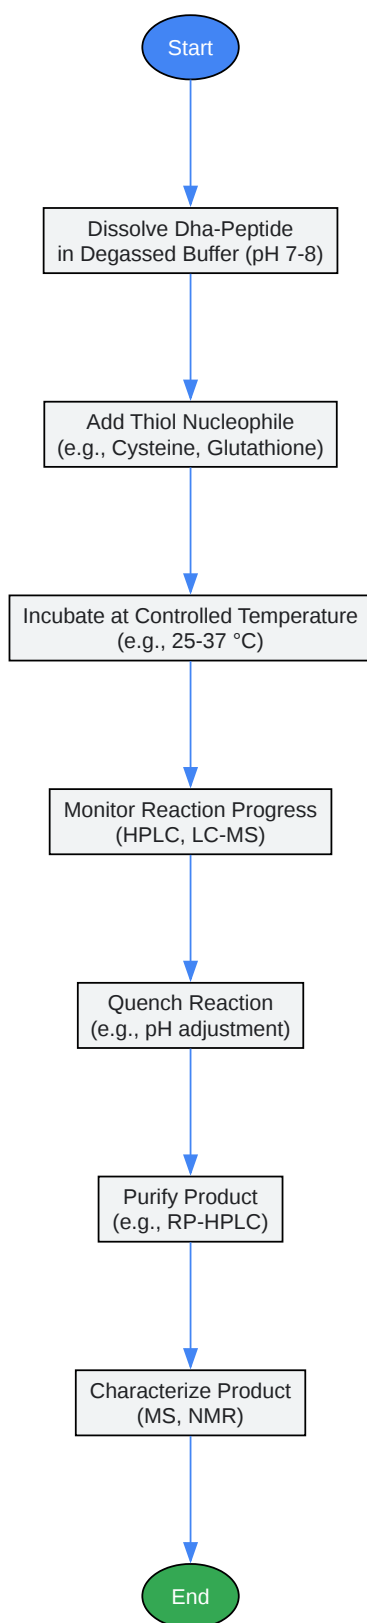 Start
Dissolve Dha-Peptide
in Degassed Buffer (pH 7-8)
Add Thiol Nucleophile
(e.g., Cysteine, Glutathione)
Incubate at Controlled Temperature
(e.g., 25-37 °C)
Monitor Reaction Progress
(HPLC, LC-MS)
Quench Reaction
(e.g., pH adjustment)
Purify Product
(e.g., RP-HPLC)
Characterize Product
(MS, NMR)
End